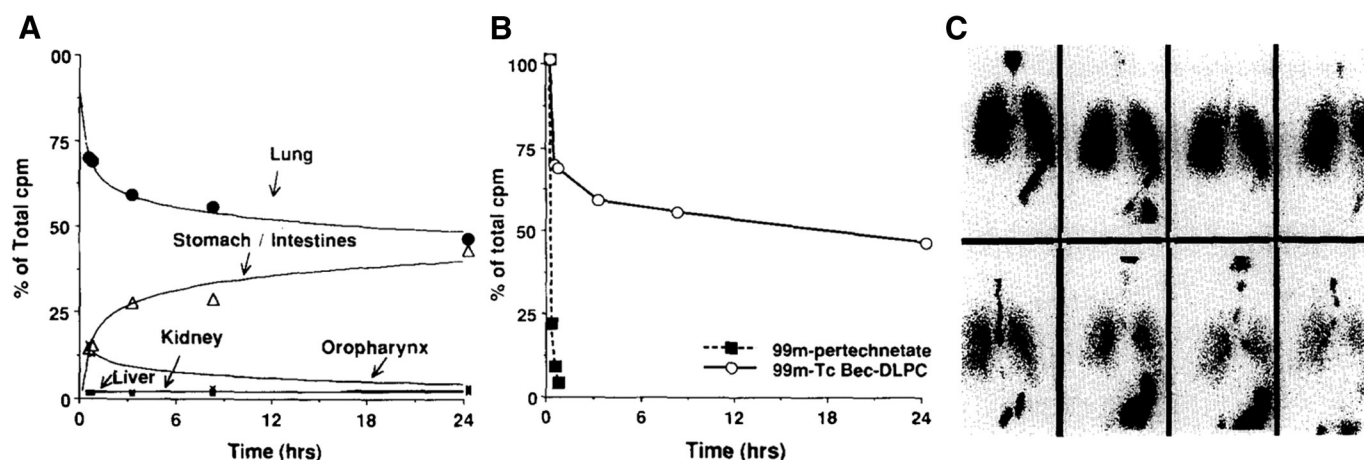 A
B
C
% of Total cpm
00
75
50
25
0
Lung
Stomach / Intestines
Kidney
Oropharynx
Liver
0
6
12
18
24
Time (hrs)
% of total cpm
100
75
50
25
0
99m-pertechnetate
99m-Tc Bec-DLPC
0
6
12
18
24
Time (hrs)